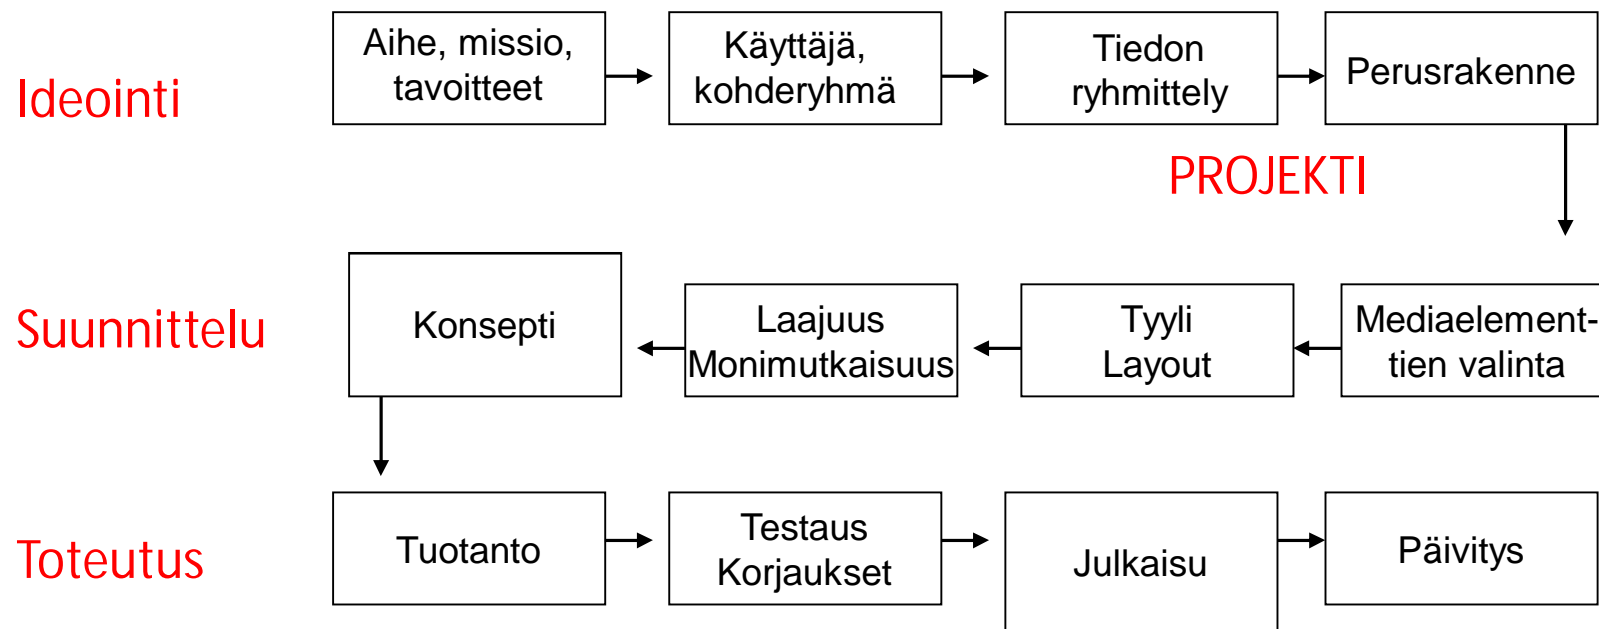 Ideointi
Aihe, missio,
tavoitteet
Käyttäjä,
kohderyhmä
Tiedon
ryhmittely
Perusrakenne
PROJEKTI
Suunnittelu
Konsepti
Laajuus
Monimutkaisuus
Tyyli
Layout
Mediaelement-
tien valinta
Toteutus
Tuotanto
Testaus
Korjaukset
Julkaisu
Päivitys